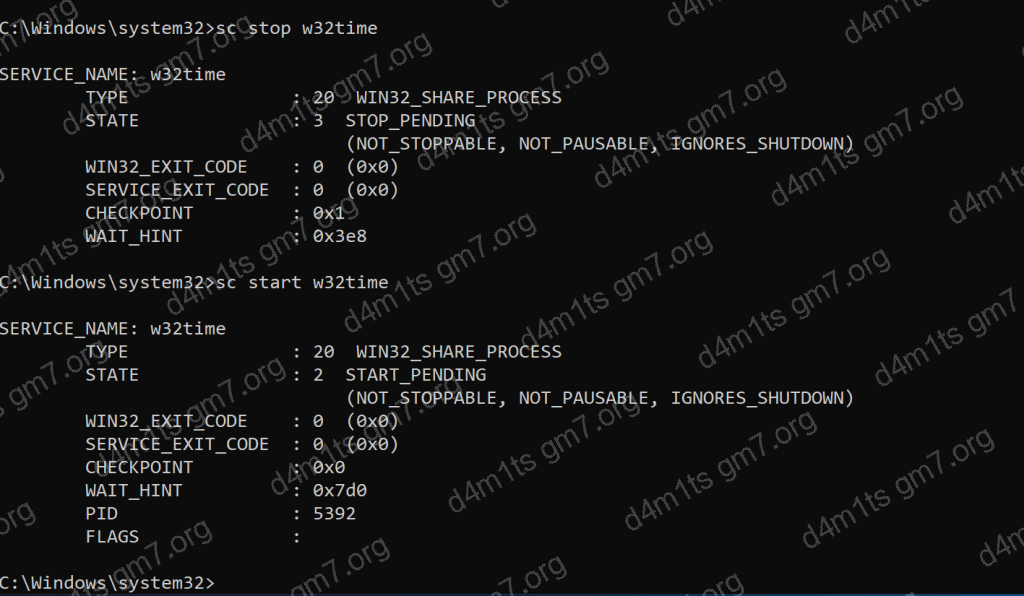 C:\Windows\system32>sc stop w32time
SERVICE_NAME: w32time
        TYPE               : 20  WIN32_SHARE_PROCESS
        STATE              : 3  STOP_PENDING
                                (NOT_STOPPABLE, NOT_PAUSABLE, IGNORES_SHUTDOWN)
        WIN32_EXIT_CODE    : 0  (0x0)
        SERVICE_EXIT_CODE  : 0  (0x0)
        CHECKPOINT         : 0x1
        WAIT_HINT          : 0x3e8
C:\Windows\system32>sc start w32time
SERVICE_NAME: w32time
        TYPE               : 20  WIN32_SHARE_PROCESS
        STATE              : 2  START_PENDING
                                (NOT_STOPPABLE, NOT_PAUSABLE, IGNORES_SHUTDOWN)
        WIN32_EXIT_CODE    : 0  (0x0)
        SERVICE_EXIT_CODE  : 0  (0x0)
        CHECKPOINT         : 0x0
        WAIT_HINT          : 0x7d0
        PID                : 5392
        FLAGS              :
C:\Windows\system32>
d4m1ts gm7.org